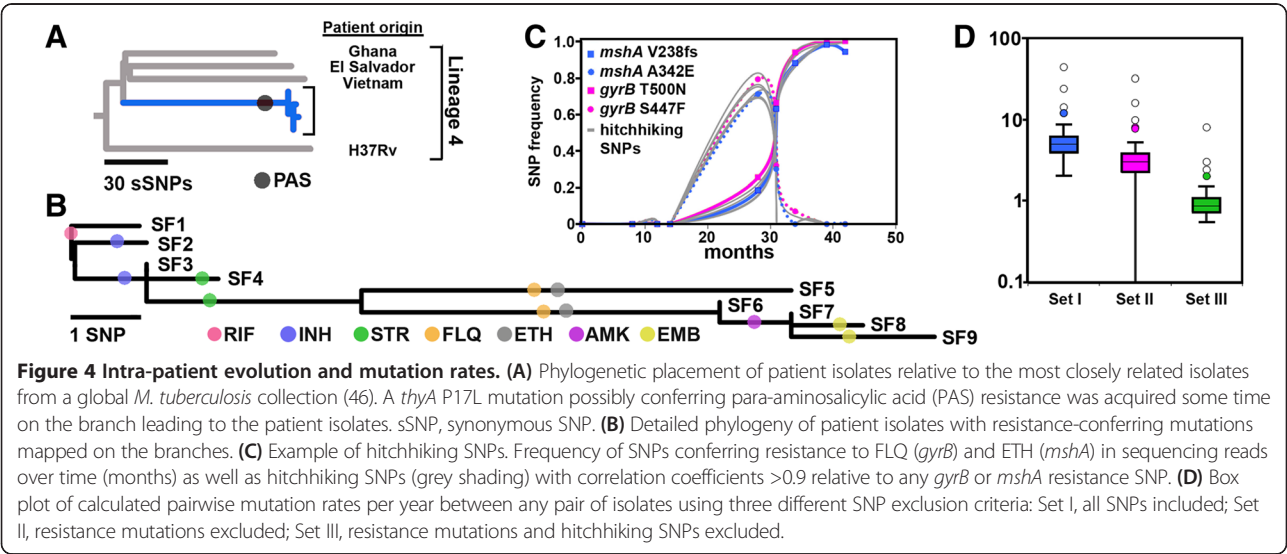 A
Patient origin
Ghana
El Salvador
Vietnam
H37Rv
Lineage 4
30 sSNPs
PAS
B
SF1
SF2
SF3
SF4
SF5
SF6
SF7
SF8
SF9
1 SNP
RIF INH STR FLQ ETH AMK EMB
C
SNP frequency
1.0
0.8
0.6
0.4
0.2
0
mshA V238fs
mshA A342E
gyrB T500N
gyrB S447F
hitchhiking
SNPs
0 10 20 30 40 50
months
D
100
10
1
0.1
Set I Set II Set III
Figure 4 Intra-patient evolution and mutation rates. (A) Phylogenetic placement of patient isolates relative to the most closely related isolates
from a global M. tuberculosis collection (46). A thyA P17L mutation possibly conferring para-aminosalicylic acid (PAS) resistance was acquired some time
on the branch leading to the patient isolates. sSNP, synonymous SNP. (B) Detailed phylogeny of patient isolates with resistance-conferring mutations
mapped on the branches. (C) Example of hitchhiking SNPs. Frequency of SNPs conferring resistance to FLQ (gyrB) and ETH (mshA) in sequencing reads
over time (months) as well as hitchhiking SNPs (grey shading) with correlation coefficients >0.9 relative to any gyrB or mshA resistance SNP. (D) Box
plot of calculated pairwise mutation rates per year between any pair of isolates using three different SNP exclusion criteria: Set I, all SNPs included; Set
II, resistance mutations excluded; Set III, resistance mutations and hitchhiking SNPs excluded.